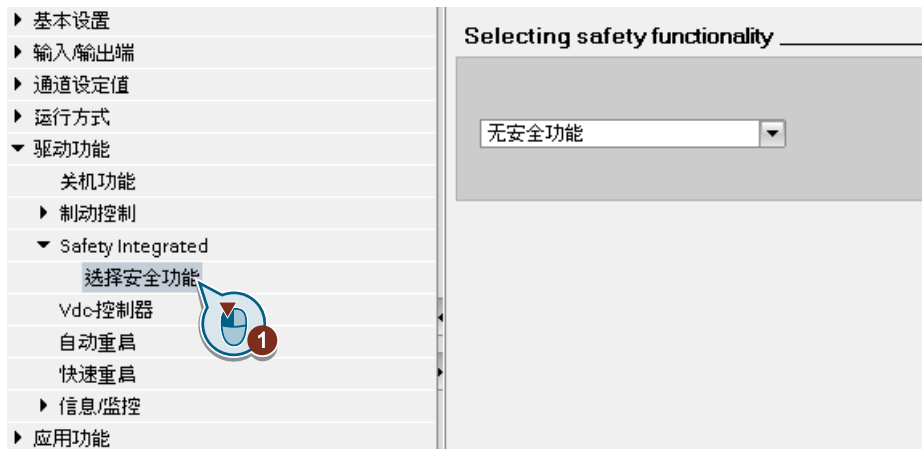 基本设置
输入/输出端
通道设定值
运行方式
驱动功能
关机功能
制动控制
Safety Integrated
选择安全功能
Vdc-控制器
自动重启
快速重启
信息/监控
应用功能
1
Selecting safety functionality
无安全功能